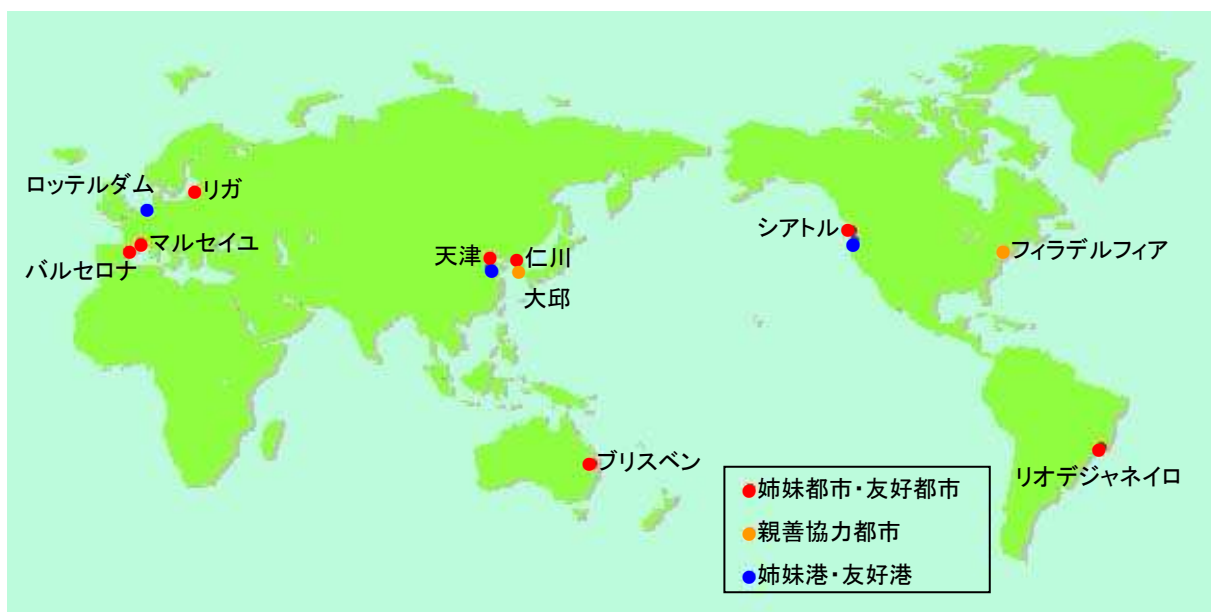 ロッテルダム
リガ
マルセイユ
バルセロナ
天津
仁川
大邱
シアトル
フィラデルフィア
ブリスベン
リオデジャネイロ
姉妹都市・友好都市
親善協力都市
姉妹港・友好港